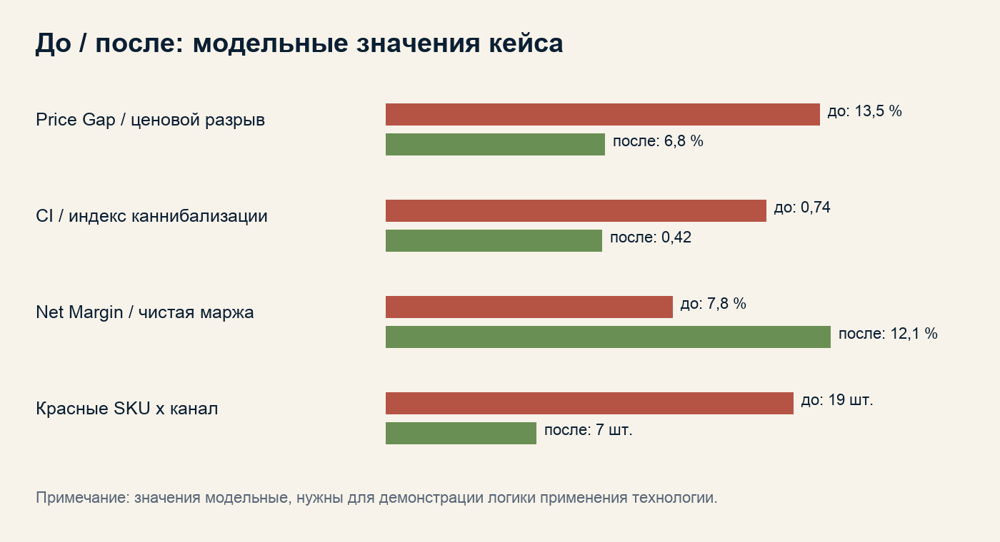 До / после: модельные значения кейса
Price Gap / ценовой разрыв
до: 13,5 %
после: 6,8 %
CI / индекс каннибализации
до: 0,74
после: 0,42
Net Margin / чистая маржа
до: 7,8 %
после: 12,1 %
Красные SKU x канал
до: 19 шт.
после: 7 шт.
Примечание: значения модельные, нужны для демонстрации логики применения технологии.